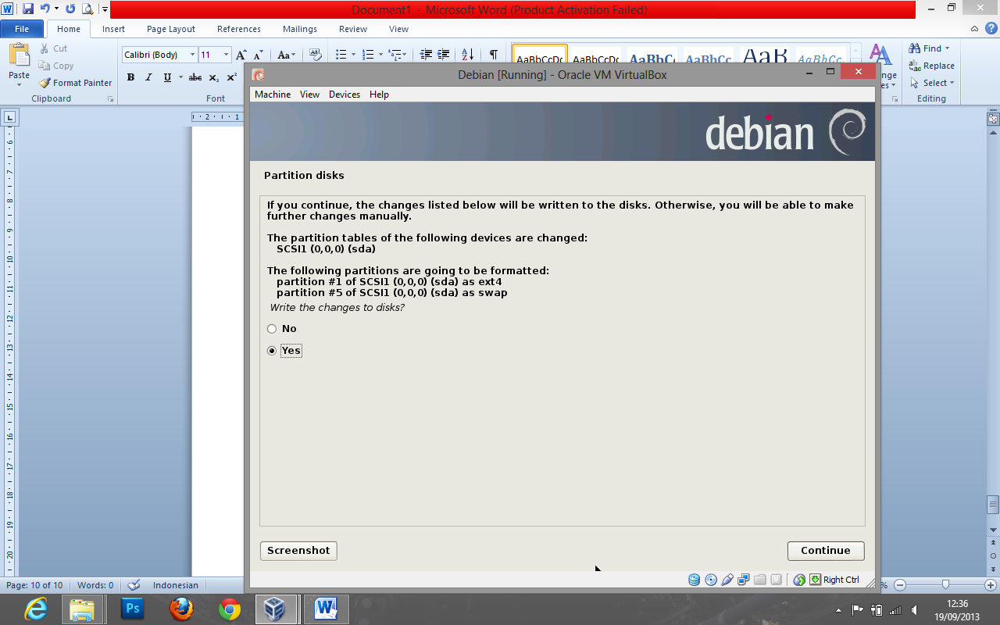 Document1 - Microsoft Word (Product Activation Failed)
File Home Insert Page Layout References Mailings Review View
Paste
Cut
Copy
Format Painter
Clipboard
Calibri (Body) 11
B I U abc x₂ x²
Font
AaBbCcDc AaBbCcDc AaBbC AaBbCc AaB AaBbCc.
Find
Replace
Select
Editing
Debian [Running] - Oracle VM VirtualBox
Machine View Devices Help
debian
Partition disks
If you continue, the changes listed below will be written to the disks. Otherwise, you will be able to make
further changes manually.
The partition tables of the following devices are changed:
SCSI1 (0,0,0) (sda)
The following partitions are going to be formatted:
partition #1 of SCSI1 (0,0,0) (sda) as ext4
partition #5 of SCSI1 (0,0,0) (sda) as swap
Write the changes to disks?
No
Yes
Screenshot Continue
Right Ctrl
Page: 10 of 10 Words: 0 Indonesian
12:36
19/09/2013